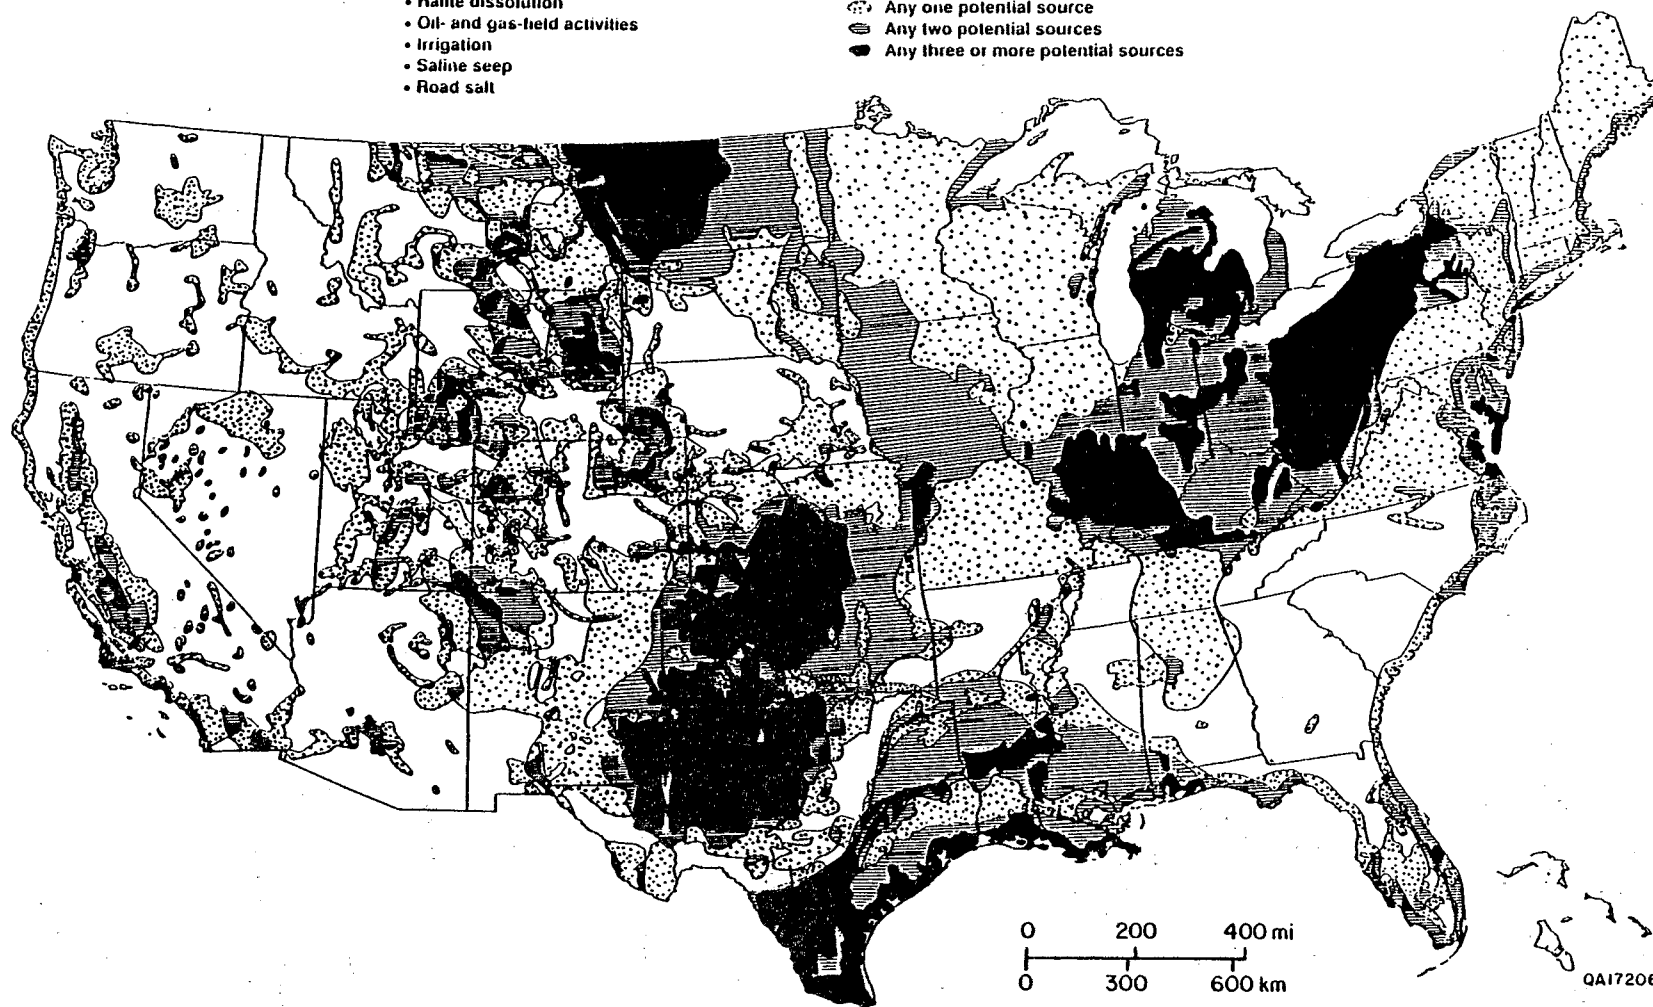 • Halite dissolution
• Oil- and gas-field activities
• Irrigation
• Saline seep
• Road salt
Any one potential source
Any two potential sources
Any three or more potential sources
0 200 400 mi
0 300 600 km
QA17206